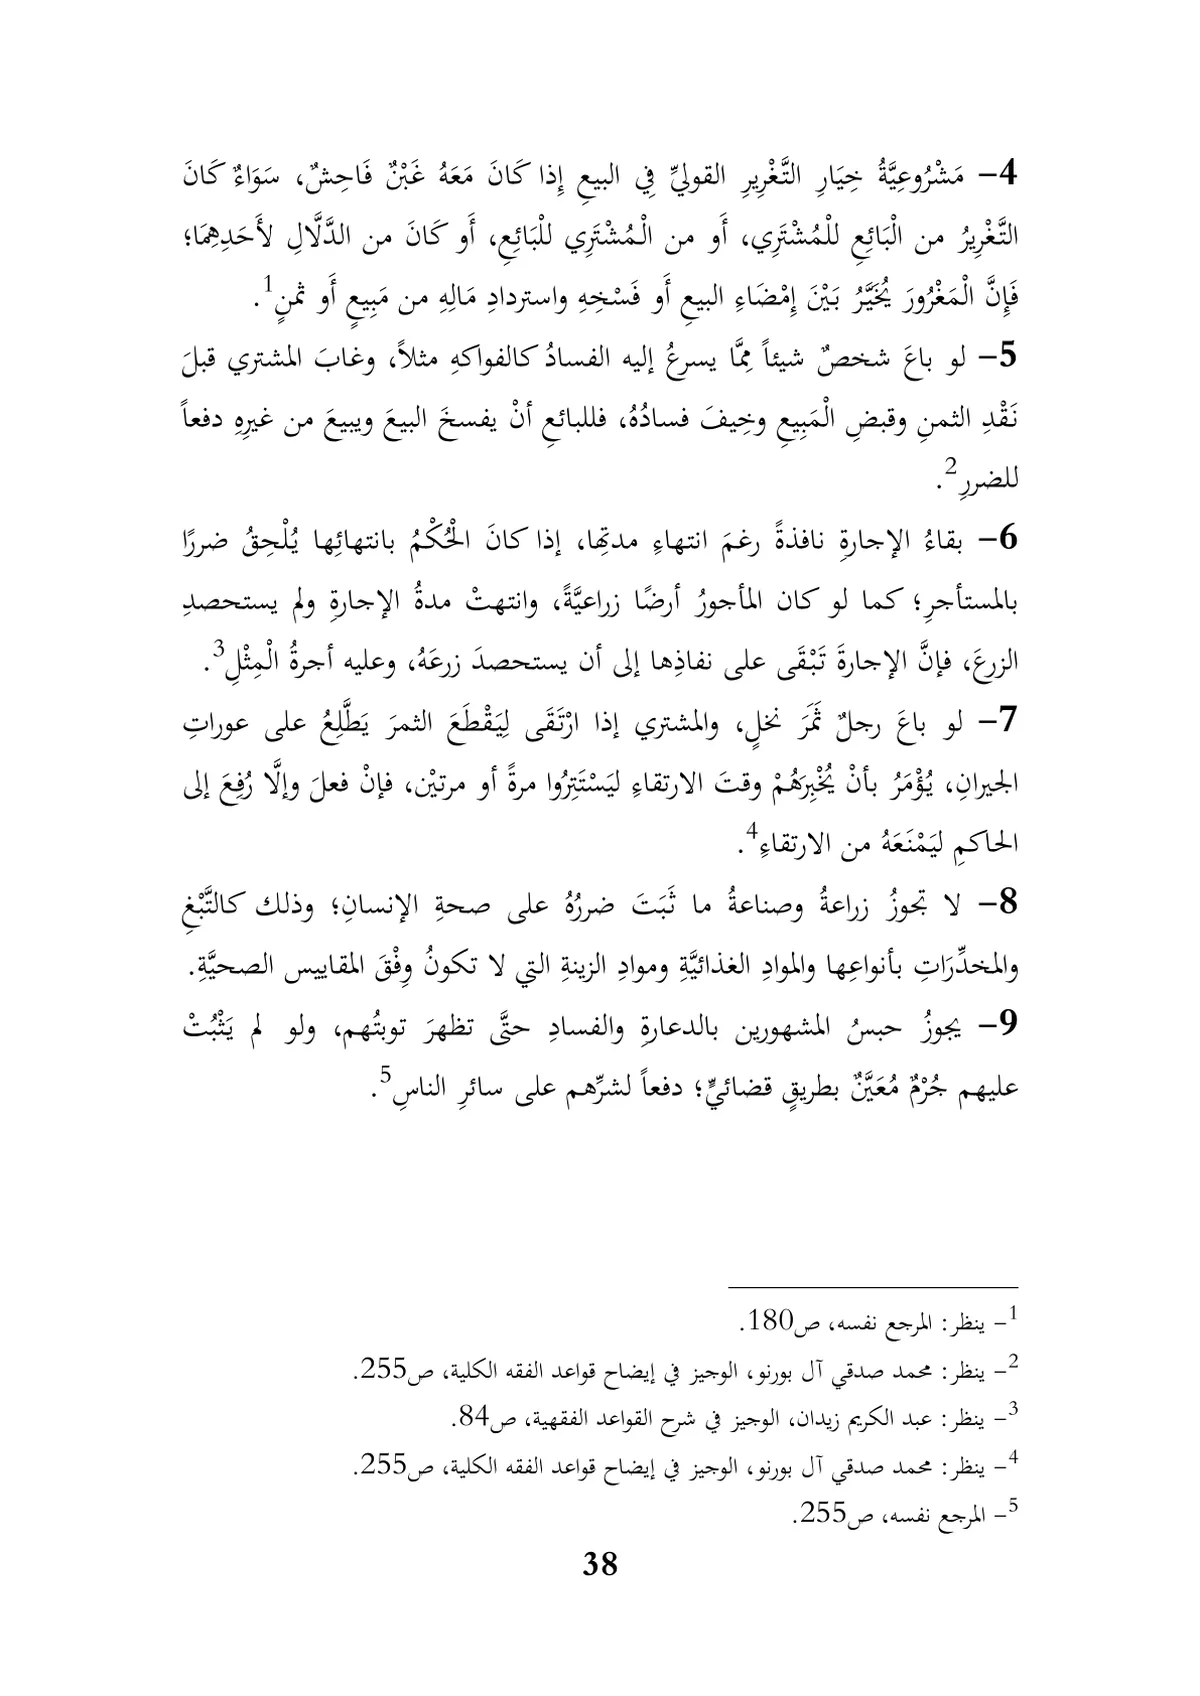 4- مَشْرُوعِيَّةُ خِيَارِ التَّغْرِيرِ القوليِّ فِي البيعِ إِذا كَانَ مَعَهُ غَبْنٌ فَاحِشٌ، سَوَاءٌ كَانَ
التَّغْرِيرُ من الْبَائِعِ للْمُشْتَرِي، أَو من الْمُشْتَرِي للْبَائِعِ، أَو كَانَ من الدَّلَّالِ لأَحَدِهِمَا؛
فَإِنَّ الْمَغْرُورَ يُخَيَّرُ بَيْنَ إِمْضَاءِ البيعِ أَو فَسْخِهِ واستردادِ مَالِهِ من مَبِيعٍ أَو ثمنٍ1.
5- لو باعَ شخصٌ شيئاً مِمَّا يسرعُ إليه الفسادُ كالفواكهِ مثلاً، وغابَ المشتري قبلَ
نَقْدِ الثمنِ وقبضِ الْمَبِيعِ وخِيفَ فسادُهُ، فللبائعِ أنْ يفسخَ البيعَ ويبيعَ من غيرِهِ دفعاً
للضررِ2.
6- بقاءُ الإجارةِ نافذةً رغمَ انتهاءِ مدتِها، إذا كانَ الْحُكْمُ بانتهائِها يُلْحِقُ ضررًا
بالمستأجرِ؛ كما لو كان المأجورُ أرضًا زراعيَّةً، وانتهتْ مدةُ الإجارةِ ولم يستحصدِ
الزرعَ، فإنَّ الإجارةَ تَبْقَى على نفاذِها إلى أن يستحصدَ زرعَهُ، وعليه أجرةُ الْمِثْلِ3.
7- لو باعَ رجلٌ ثَمَرَ نخلٍ، والمشتري إذا ارْتَقَى لِيَقْطَعَ الثمرَ يَطَّلِعُ على عوراتِ
الجيرانِ، يُؤْمَرُ بأنْ يُخْبِرَهُمْ وقتَ الارتقاءِ ليَسْتَتِرُوا مرةً أو مرتيْن، فإنْ فعلَ وإلَّا رُفِعَ إلى
الحاكمِ ليَمْنَعَهُ من الارتقاءِ4.
8- لا تجوزُ زراعةُ وصناعةُ ما ثَبَتَ ضررُهُ على صحةِ الإنسانِ؛ وذلك كالتَّبْغِ
والمخدِّرَاتِ بأنواعِها والموادِ الغذائيَّةِ وموادِ الزينةِ التي لا تكونُ وِفْقَ المقاييس الصحيَّةِ.
9- يجوزُ حبسُ المشهورين بالدعارةِ والفسادِ حتَّى تظهرَ توبتُهم، ولو لم يَثْبُتْ
عليهم جُرْمٌ مُعَيَّنٌ بطريقٍ قضائيٍّ؛ دفعاً لشرِّهم على سائرِ الناسِ5.
1- ينظر: المرجع نفسه، ص180.
2- ينظر: محمد صدقي آل بورنو، الوجيز في إيضاح قواعد الفقه الكلية، ص255.
3- ينظر: عبد الكريم زيدان، الوجيز في شرح القواعد الفقهية، ص84.
4- ينظر: محمد صدقي آل بورنو، الوجيز في إيضاح قواعد الفقه الكلية، ص255.
5- المرجع نفسه، ص255.
38